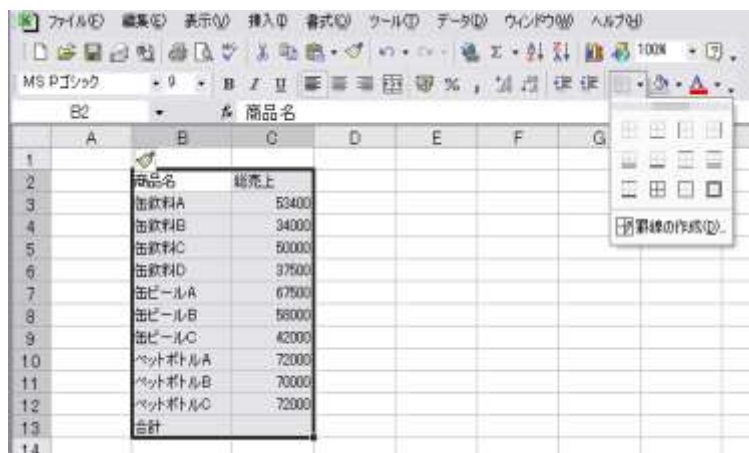 ファイル(F) 編集(E) 表示(V) 挿入(I) 書式(O) ツール(T) データ(D) ウィンドウ(W) ヘルプ(H)
100%
MS Pゴシック 9 B I U % ,
B2 fx 商品名
A B C D E F G
1
2 商品名 総売上
3 缶飲料A 53400
4 缶飲料B 34000
5 缶飲料C 50000
6 缶飲料D 37500
7 缶ビールA 67500
8 缶ビールB 58000
9 缶ビールC 42000
10 ペットボトルA 72000
11 ペットボトルB 70000
12 ペットボトルC 72000
13 合計
14
罫線の作成(D)...